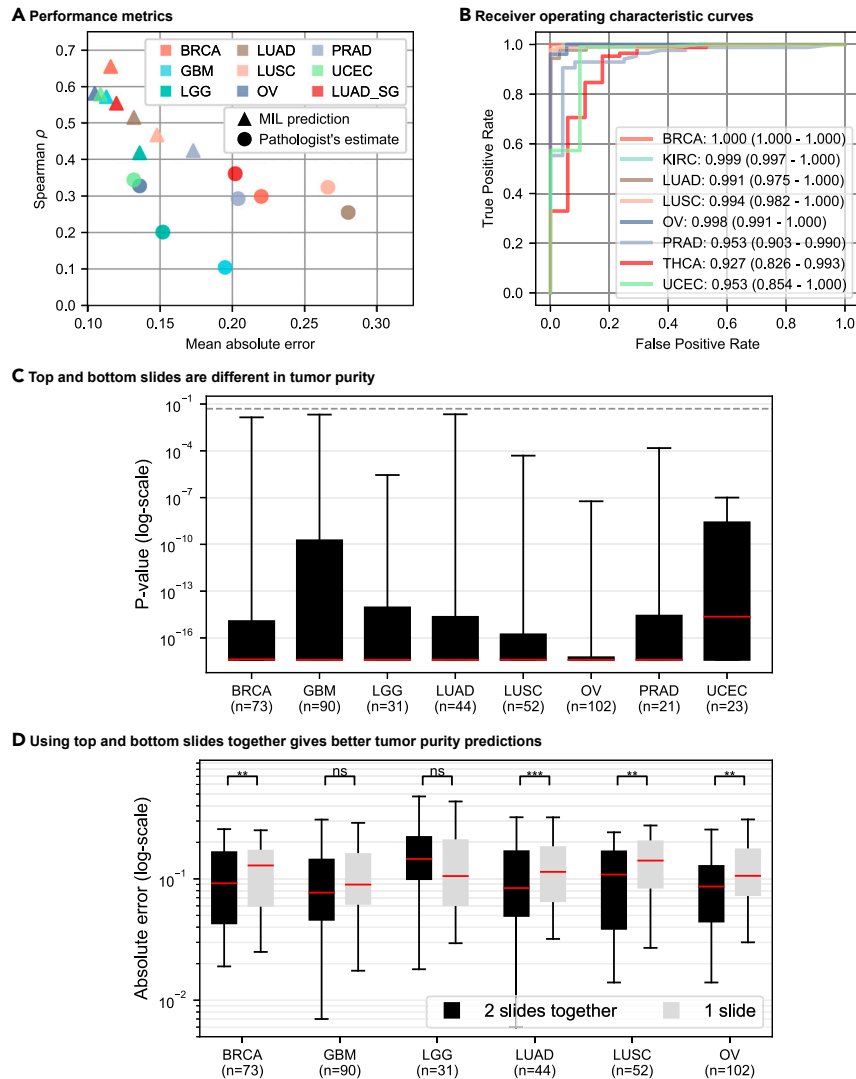 A Performance metrics
0.7
0.6
0.5
0.4
0.3
0.2
0.1
0.0
Spearman ρ
BRCA LUAD PRAD
GBM LUSC UCEC
LGG OV LUAD_SG
MIL prediction
Pathologist's estimate
0.10 0.15 0.20 0.25 0.30
Mean absolute error
B Receiver operating characteristic curves
1.0
0.8
0.6
0.4
0.2
0.0
True Positive Rate
BRCA: 1.000 (1.000 - 1.000)
KIRC: 0.999 (0.997 - 1.000)
LUAD: 0.991 (0.975 - 1.000)
LUSC: 0.994 (0.982 - 1.000)
OV: 0.998 (0.991 - 1.000)
PRAD: 0.953 (0.903 - 0.990)
THCA: 0.927 (0.826 - 0.993)
UCEC: 0.953 (0.854 - 1.000)
0.0 0.2 0.4 0.6 0.8 1.0
False Positive Rate
C Top and bottom slides are different in tumor purity
10⁻¹
10⁻⁴
10⁻⁷
10⁻¹⁰
10⁻¹³
10⁻¹⁶
P-value (log-scale)
BRCA GBM LGG LUAD LUSC OV PRAD UCEC
(n=73) (n=90) (n=31) (n=44) (n=52) (n=102) (n=21) (n=23)
D Using top and bottom slides together gives better tumor purity predictions
** ns ns *** ** **
10⁻¹
10⁻²
Absolute error (log-scale)
2 slides together 1 slide
BRCA GBM LGG LUAD LUSC OV
(n=73) (n=90) (n=31) (n=44) (n=52) (n=102)